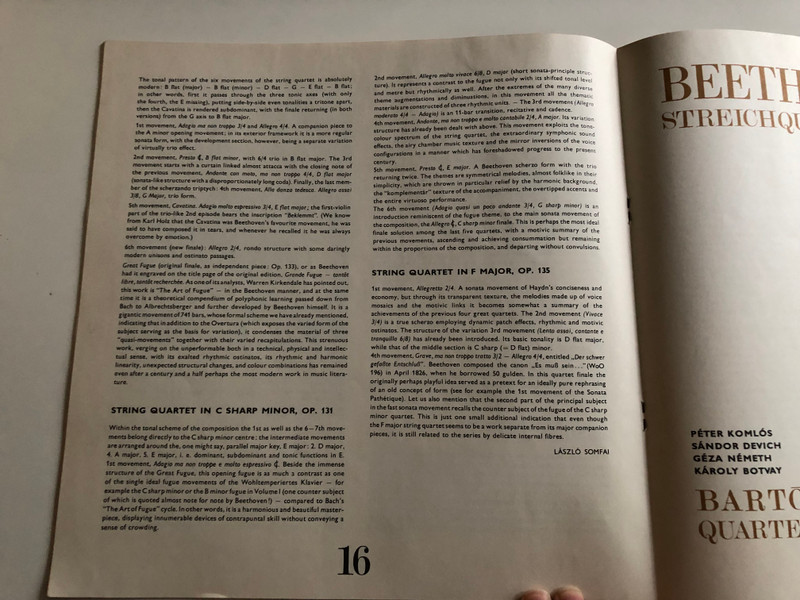 The tonal pattern of the six movements of the string quartet is absolutely
modern: B flat (major) — B flat (minor) — D flat — G — E flat — B flat;
in other words, first it passes through the three tonic axes (with only
the fourth, the E missing), putting side-by-side even tonalities a tritone apart,
then the Cavatina is rendered subdominant, with the finale returning (in both
versions) from the G axis to B flat major.
1st movement, Adagio ma non troppo 3/4 and Allegro 4/4. A companion piece to
the A minor opening movement; in its exterior framework it is a more regular
sonata form, with the development section, however, being a separate variation
of virtually trio effect.
2nd movement, Presto ¢, B flat minor, with 6/4 trio in B flat major. The 3rd
movement starts with a curtain linked almost attacca with the closing note of
the previous movement, Andante con moto, ma non troppo 4/4, D flat major
(sonata-like structure with a disproportionately long coda). Finally, the last mem-
ber of the scherzando triptych: 4th movement, Alla danza tedesca. Allegro assai
3/8, G Major, trio form.
5th movement, Cavatina. Adagio molto espressivo 3/4, E flat major; the first-violin
part of the trio-like 2nd episode bears the inscription "Beklemmt". (We know
from Karl Holz that the Cavatina was Beethoven's favourite movement, he was
said to have composed it in tears, and whenever he recalled it he was always
overcome by emotion.)
6th movement (new finale): Allegro 2/4, rondo structure with some daringly
modern unisons and ostinato passages.
Great Fugue (original finale, as independent piece: Op. 133), or as Beethoven
had it engraved on the title page of the original edition, Grande Fugue — tantôt
libre, tantôt recherchée. As one of its analysts, Warren Kirkendale has pointed out,
this work is "The Art of Fugue" — in the Beethoven manner, and at the same
time it is a theoretical compendium of polyphonic learning passed down from
Bach to Albrechtsberger and further developed by Beethoven himself. It is a
gigantic movement of 741 bars, whose formal scheme we have already mentioned,
indicating that in addition to the Overtura (which exposes the varied form of the
subject serving as the basis for variation), it condenses the material of three
"quasi-movements" together with their varied recapitulations. This strenuous
work, verging on the unperformable both in a technical, physical and intellec-
tual sense, with its exalted rhythmic ostinatos, its rhythmic and harmonic
linearity, unexpected structural changes, and colour combinations has remained
even after a century and a half perhaps the most modern work in music litera-
ture.
STRING QUARTET IN C SHARP MINOR, OP. 131
Within the tonal scheme of the composition the 1st as well as the 6—7th move-
ments belong directly to the C sharp minor centre; the intermediate movements
are arranged around the, one might say, parallel major key, E major: 2. D major,
4. A major, 5. E major, i. e. dominant, subdominant and tonic functions in E.
1st movement, Adagio ma non troppo e molto espressivo ¢. Beside the immense
structure of the Great Fugue, this opening fugue is as much a contrast as one
of the single ideal fugue movements of the Wohltemperiertes Klavier — for
example the C sharp minor or the B minor fugue in Volume I (one counter subject
of which is quoted almost note for note by Beethoven!) — compared to Bach's
"The Art of Fugue" cycle. In other words, it is a harmonious and beautiful master-
piece, displaying innumerable devices of contrapuntal skill without conveying a
sense of crowding.
2nd movement, Allegro molto vivace 6/8, D major (short sonata-principle struc-
ture). Is represents a contrast to the fugue not only with its shifted tonal level
and metre but rhythmically as well. After the extremes of the many diverse
theme augmentations and diminutions, in this movement all the thematic
materials are constructed of three rhythmic units. — The 3rd movement (Allegro
moderato 4/4 — Adagio) is an 11-bar transition, recitative and cadence.
4th movement, Andante, ma non troppo e molto cantabile 2/4, A major. Its variation
structure has been already dealt with above. This movement exploits the tone-
colour spectrum of the string quartet, the extraordinary symphonic sound
effects, the airy chamber music texture and the mirror inversions of the voice
configurations in a manner which has foreshadowed progress to the present
century.
5th movement, Presto ¢, E major. A Beethoven scherzo form with the trio
returning twice. The themes are symmetrical melodies, almost folklike in their
simplicity, which are thrown in particular relief by the harmonic background,
the "komplementär" texture of the accompaniment, the overtipped accents and
the entire virtuoso performance.
The 6th movement (Adagio quasi un poco andante 3/4, G sharp minor) is an
introduction reminiscent of the fugue theme, to the main sonata movement of
the composition, the Allegro ¢, C sharp minor finale. This is perhaps the most ideal
finale solution among the last five quartets, with a motivic summary of the
previous movements, ascending and achieving consummation but remaining
within the proportions of the composition, and departing without convulsions.
STRING QUARTET IN F MAJOR, OP. 135
1st movement, Allegretto 2/4. A sonata movement of Haydn's conciseness and
economy, but through its transparent texture, the melodies made up of voice
mosaics and the motivic links it becomes somewhat a summary of the
achievements of the previous four great quartets. The 2nd movement (Vivace
3/4) is a true scherzo employing dynamic patch effects, rhythmic and motivic
ostinatos. The structure of the variation 3rd movement (Lento assai, cantante e
tranquillo 6/8) has already been introduced. Its basic tonality is D flat major,
while that of the middle section is C sharp (= D flat) minor.
4th movement, Grave, ma non troppo tratto 3/2 — Allegro 4/4, entitled „Der schwer
gefaßte Entschluß". Beethoven composed the canon „Es muß sein..." (WoO
196) in April 1826, when he borrowed 50 gulden. In this quartet finale the
originally perhaps playful idea served as a pretext for an ideally pure rephrasing
of an old concept of form (see for example the 1st movement of the Sonata
Pathétique). Let us also mention that the second part of the principal subject
in the fast sonata movement recalls the counter subject of the fugue of the C sharp
minor quartet. This is just one small additional indication that even though
the F major string quartet seems to be a work separate from its major companion
pieces, it is still related to the series by delicate internal fibres.
LÁSZLÓ SOMFAI
16
BEETH
STREICHQU
PÉTER KOMLÓS
SÁNDOR DEVICH
GÉZA NÉMETH
KÁROLY BOTVAY
BARTÓ
QUARTE